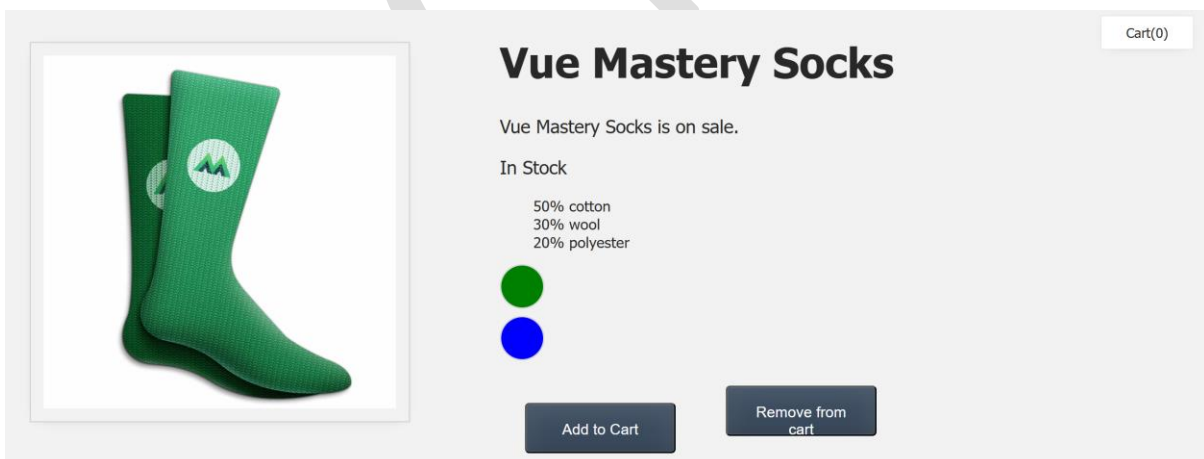 Cart(0)
Vue Mastery Socks
Vue Mastery Socks is on sale.
In Stock
50% cotton
30% wool
20% polyester
Add to Cart
Remove from
cart